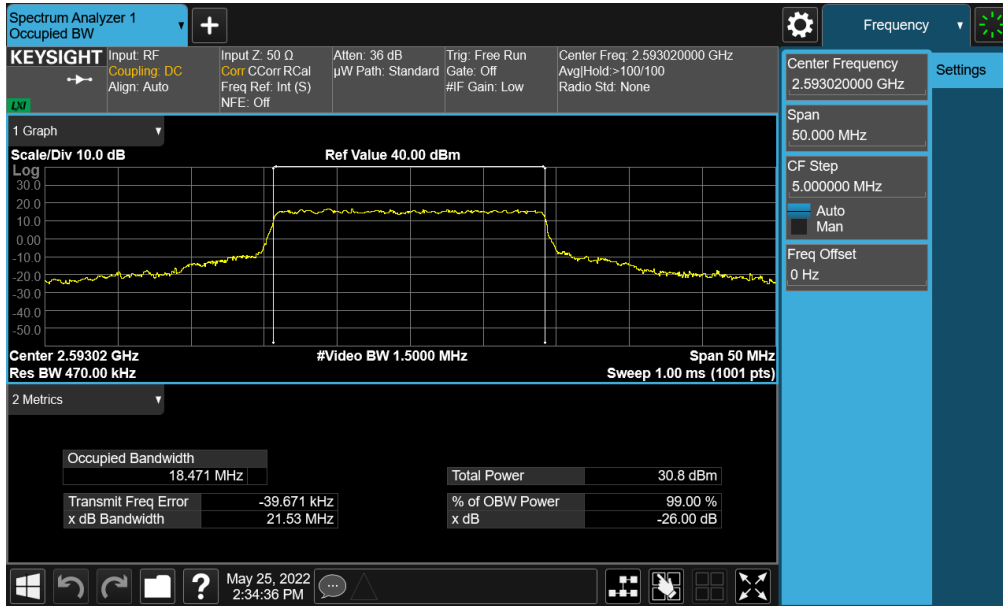 Spectrum Analyzer 1
Occupied BW
Frequency
KEYSIGHT
Input: RF
Coupling: DC
Align: Auto
Input Z: 50 Ω
Corr CCorr RCal
Freq Ref: Int (S)
NFE: Off
Atten: 36 dB
µW Path: Standard
Trig: Free Run
Gate: Off
#IF Gain: Low
Center Freq: 2.593020000 GHz
Avg|Hold:>100/100
Radio Std: None
LXI
Center Frequency
2.593020000 GHz
Settings
Span
50.000 MHz
CF Step
5.000000 MHz
Auto
Man
Freq Offset
0 Hz
1 Graph
Scale/Div 10.0 dB
Ref Value 40.00 dBm
Log
30.0
20.0
10.0
0.00
-10.0
-20.0
-30.0
-40.0
-50.0
Center 2.59302 GHz
#Video BW 1.5000 MHz
Span 50 MHz
Res BW 470.00 kHz
Sweep 1.00 ms (1001 pts)
2 Metrics
Occupied Bandwidth
18.471 MHz
Total Power 30.8 dBm
Transmit Freq Error -39.671 kHz
% of OBW Power 99.00 %
x dB Bandwidth 21.53 MHz
x dB -26.00 dB
May 25, 2022
2:34:36 PM